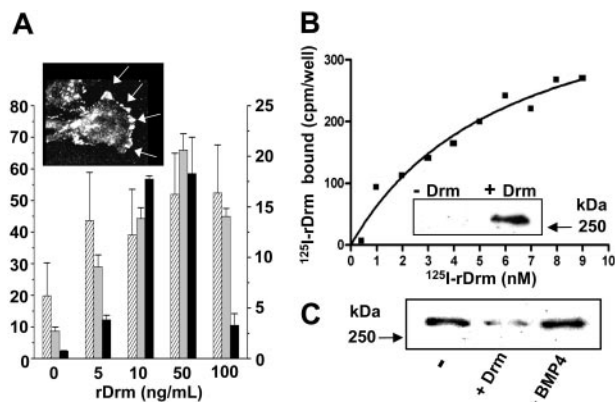 A
80
70
60
50
40
30
20
10
0
25
20
15
10
5
0
0 5 10 50 100
rDrm (ng/mL)
B
300
200
100
0
¹²⁵I-rDrm bound (cpm/well)
- Drm + Drm
kDa
250
0 1 2 3 4 5 6 7 8 9 10
¹²⁵I-rDrm (nM)
C
kDa
250
-
+ Drm
BMP4